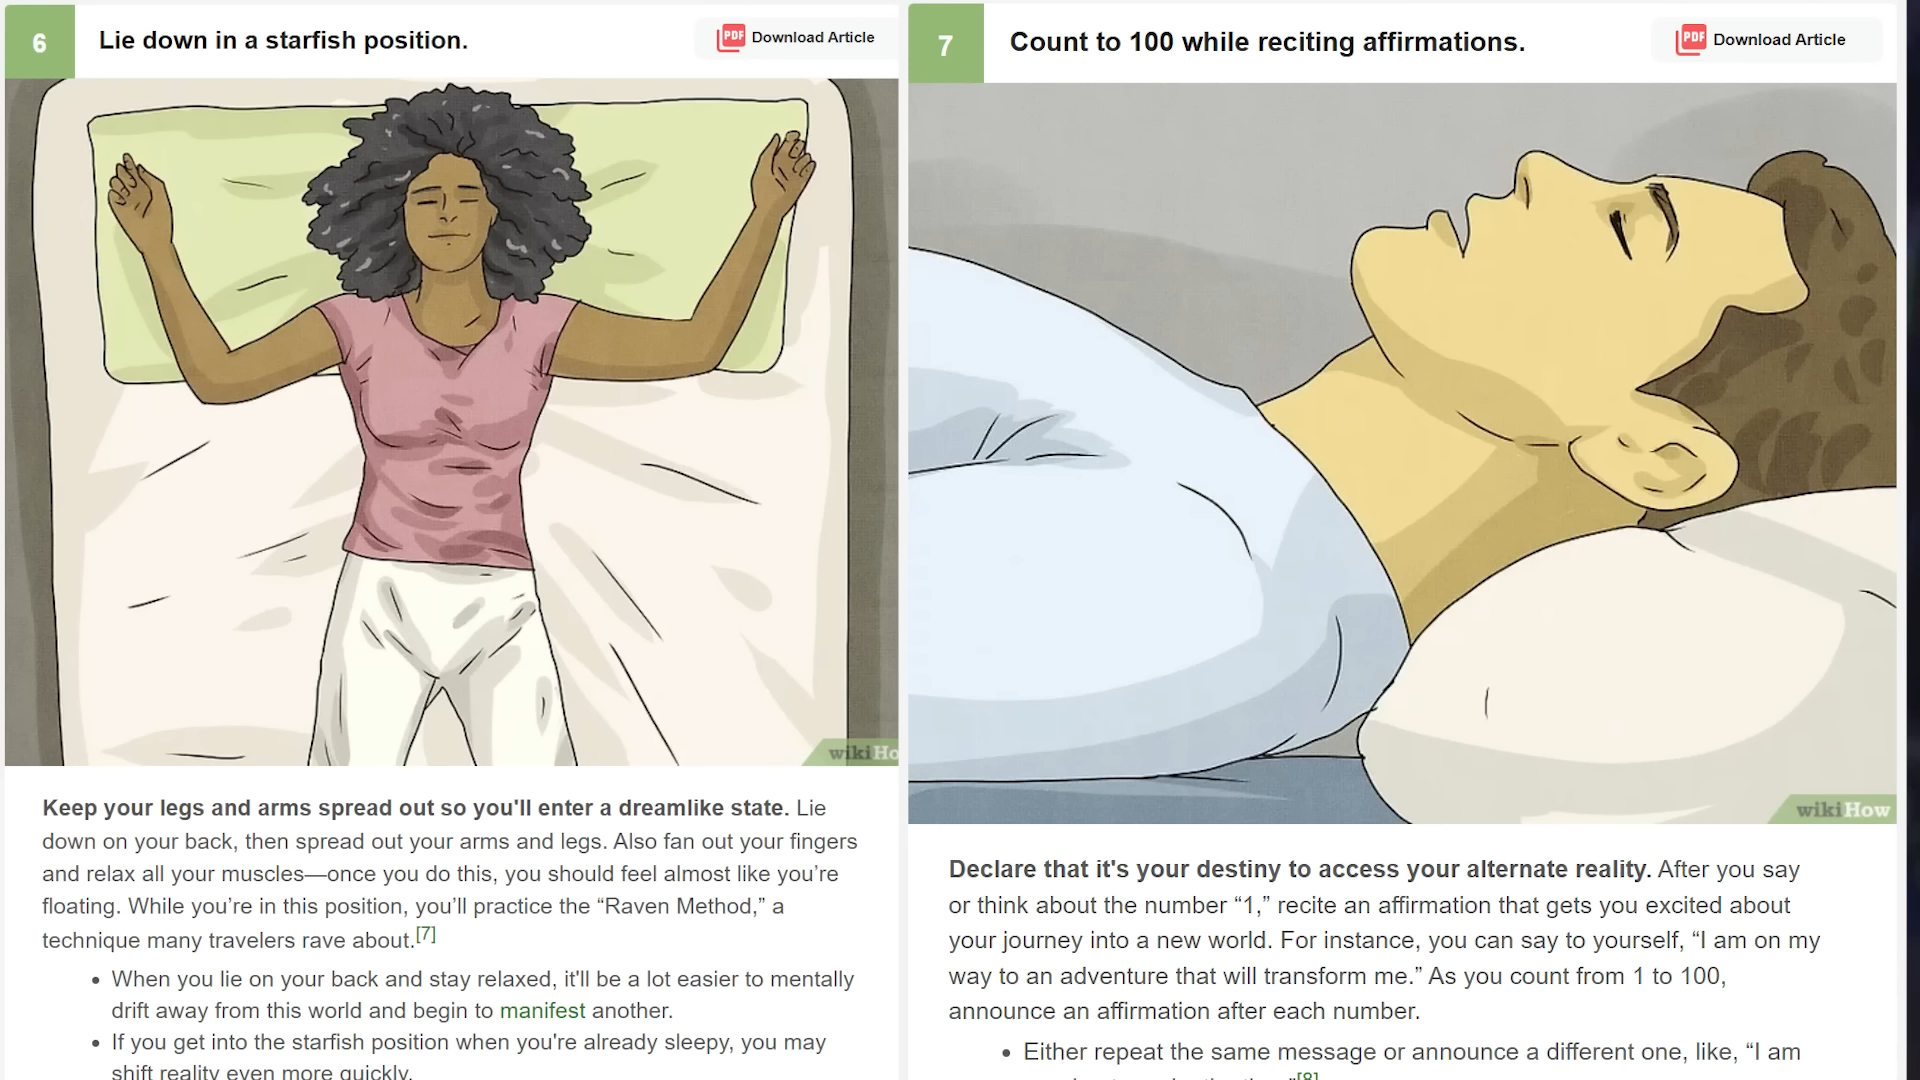 6
Lie down in a starfish position.
PDF Download Article
wikiHo
Keep your legs and arms spread out so you'll enter a dreamlike state. Lie
down on your back, then spread out your arms and legs. Also fan out your fingers
and relax all your muscles—once you do this, you should feel almost like you’re
floating. While you’re in this position, you’ll practice the “Raven Method,” a
technique many travelers rave about.[7]
• When you lie on your back and stay relaxed, it'll be a lot easier to mentally
drift away from this world and begin to manifest another.
• If you get into the starfish position when you're already sleepy, you may
shift reality even more quickly.
7
Count to 100 while reciting affirmations.
PDF Download Article
wikiHow
Declare that it's your destiny to access your alternate reality. After you say
or think about the number “1,” recite an affirmation that gets you excited about
your journey into a new world. For instance, you can say to yourself, “I am on my
way to an adventure that will transform me.” As you count from 1 to 100,
announce an affirmation after each number.
• Either repeat the same message or announce a different one, like, “I am
[8]